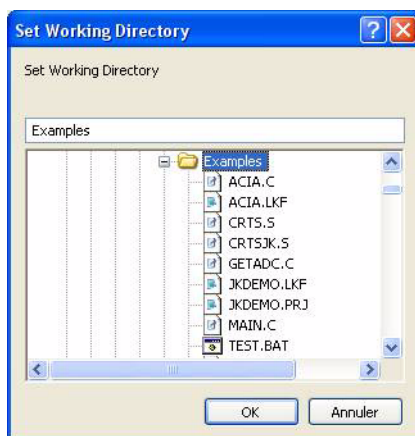 Set Working Directory
Set Working Directory
Examples
Examples
ACIA.C
ACIA.LKF
CRTS.S
CRTSJK.S
GETADC.C
JKDEMO.LKF
JKDEMO.PRJ
MAIN.C
TEST.BAT
OK Annuler